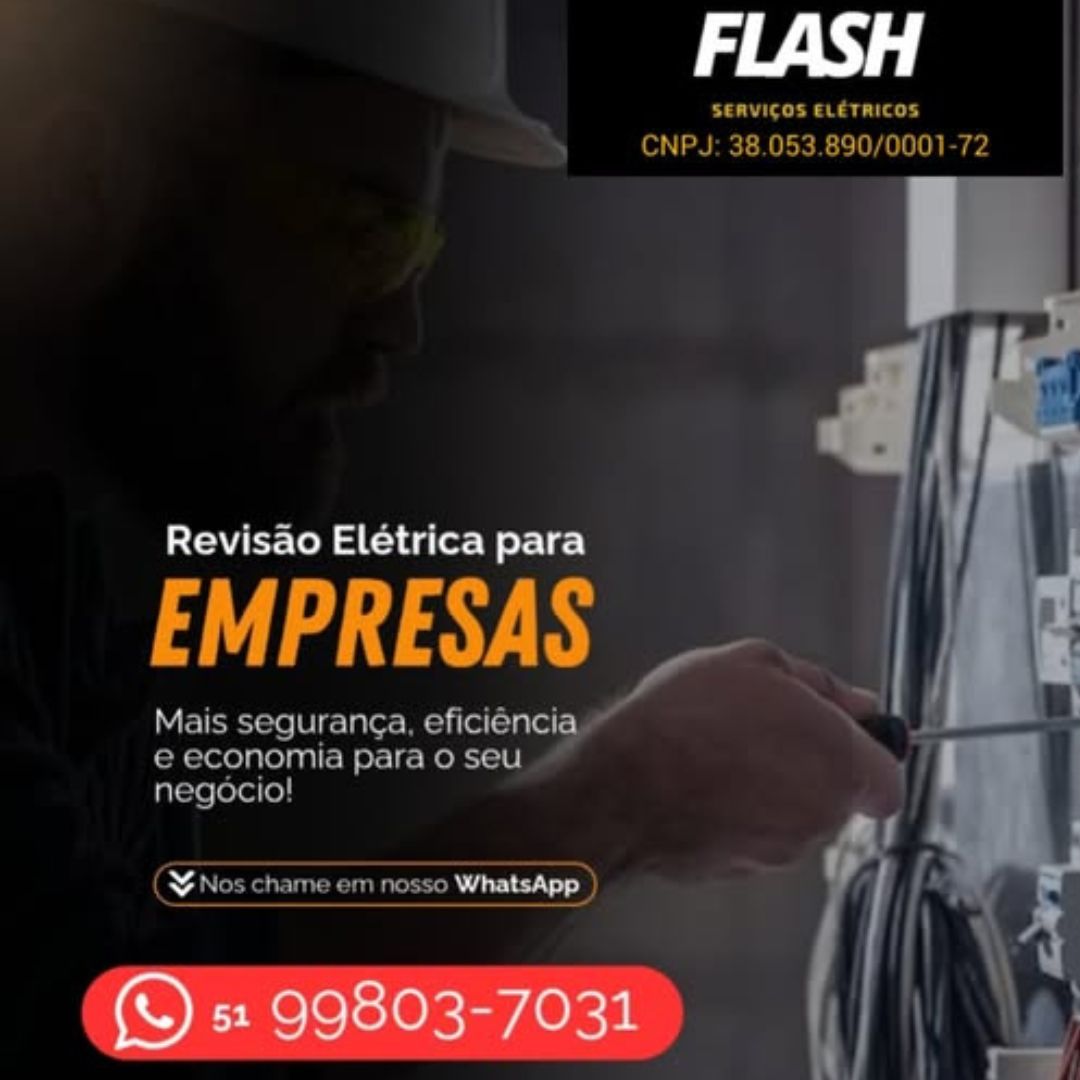 FLASH
SERVIÇOS ELÉTRICOS
CNPJ: 38.053.890/0001-72
Revisão Elétrica para
EMPRESAS
Mais segurança, eficiência
e economia para o seu
negócio!
Nos chame em nosso WhatsApp
51 99803-7031